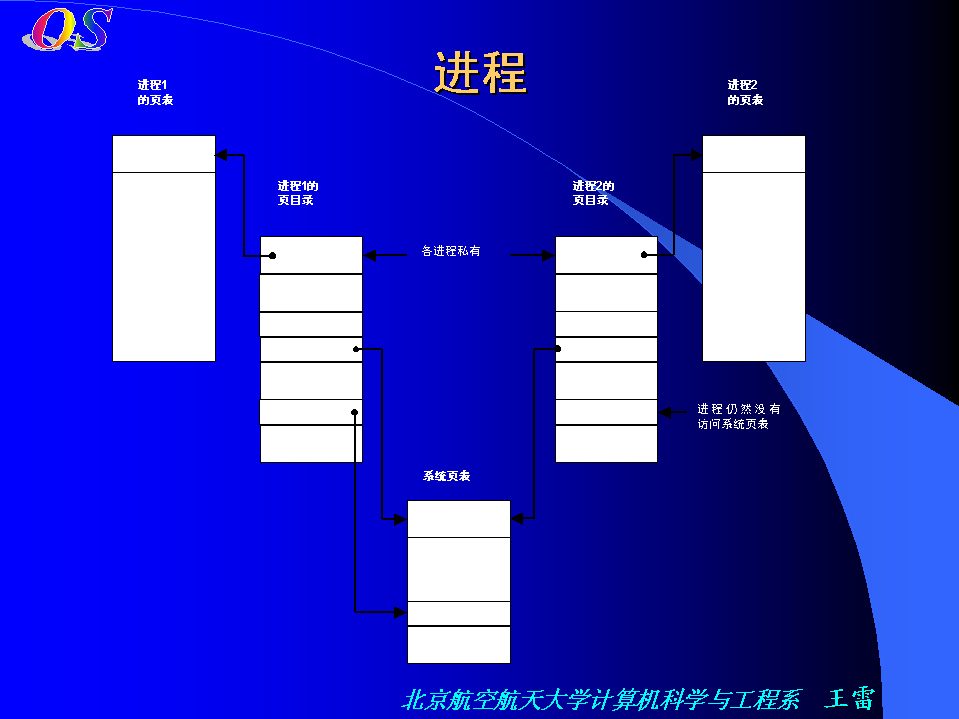 OS
进程
进程1
的页表
进程2
的页表
进程1的
页目录
进程2的
页目录
各进程私有
进程仍然没有
访问系统页表
系统页表
北京航空航天大学计算机科学与工程系 王雷